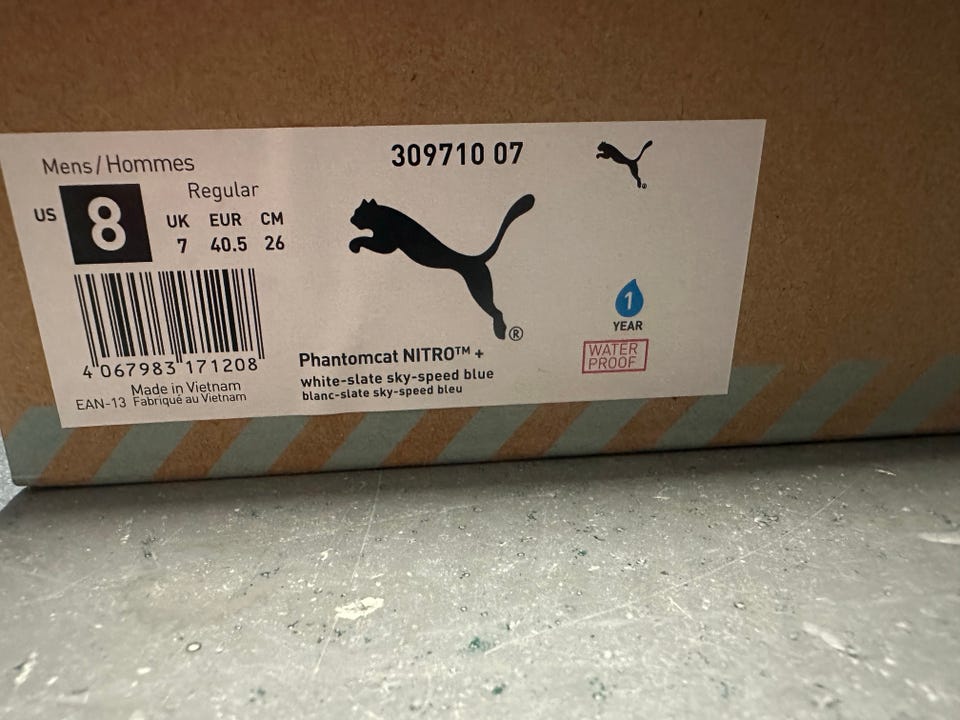 Mens/Hommes
309710 07
Regular
US 8
UK EUR CM
7 40.5 26
®
1
YEAR
WATER
PROOF
4 067983 171208
Made in Vietnam
EAN-13 Fabriqué au Vietnam
Phantomcat NITRO™ +
white-slate sky-speed blue
blanc-slate sky-speed bleu